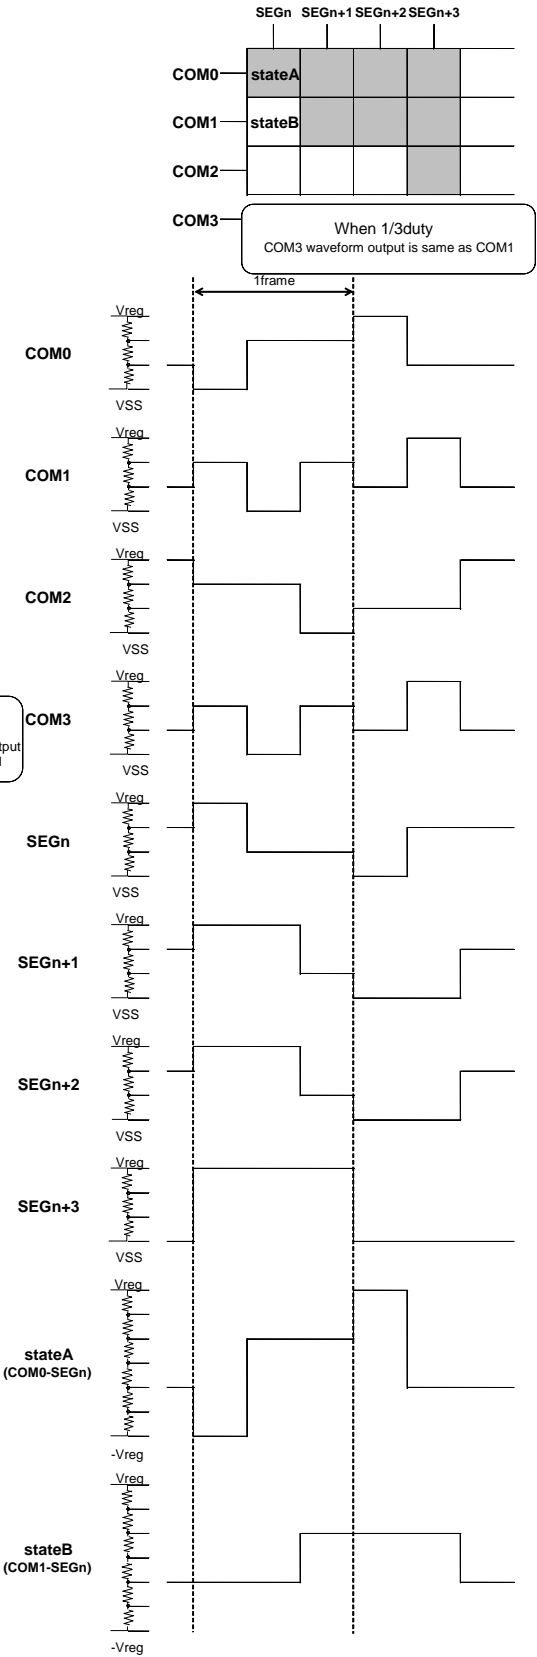 SEGn SEGn+1 SEGn+2 SEGn+3
COM0 stateA
COM1 stateB
COM2
COM3
When 1/3duty
COM3 waveform output is same as COM1
1frame
Vreg
COM0
VSS
Vreg
COM1
VSS
Vreg
COM2
VSS
Vreg
COM3
VSS
Vreg
SEGn
VSS
Vreg
SEGn+1
VSS
Vreg
SEGn+2
VSS
Vreg
SEGn+3
VSS
Vreg
stateA
(COM0-SEGn)
-Vreg
Vreg
stateB
(COM1-SEGn)
-Vreg